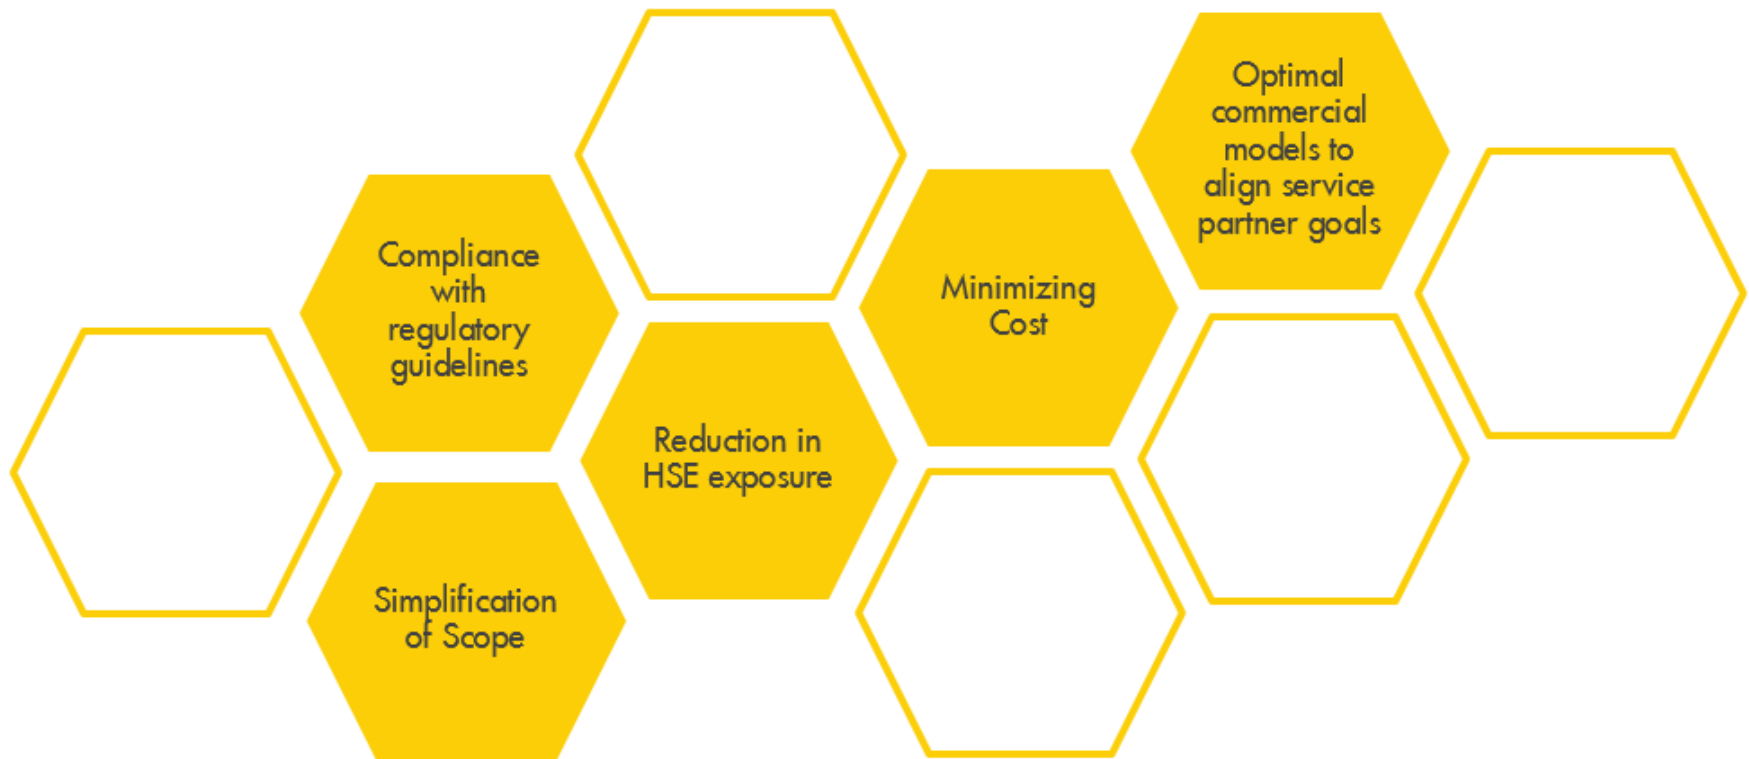 Optimal
commercial
models to
align service
partner goals
Compliance
with
regulatory
guidelines
Minimizing
Cost
Reduction in
HSE exposure
Simplification
of Scope